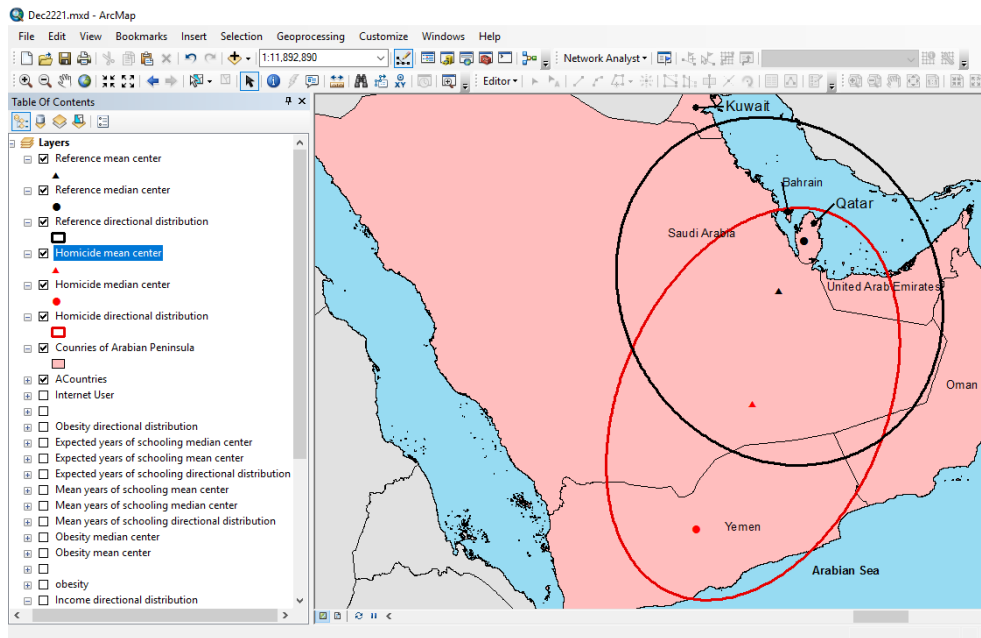 Dec2221.mxd - ArcMap
File Edit View Bookmarks Insert Selection Geoprocessing Customize Windows Help
1:11,892,890
Network Analyst
Editor
Table Of Contents
Layers
Reference mean center
Reference median center
Reference directional distribution
Homicide mean center
Homicide median center
Homicide directional distribution
Counries of Arabian Peninsula
ACountries
Internet User
Obesity directional distribution
Expected years of schooling median center
Expected years of schooling mean center
Expected years of schooling directional distribution
Mean years of schooling mean center
Mean years of schooling median center
Mean years of schooling directional distribution
Obesity median center
Obesity mean center
obesity
Income directional distribution
Kuwait
Bahrain
Qatar
Saudi Arabia
United Arab Emirates
Oman
Yemen
Arabian Sea